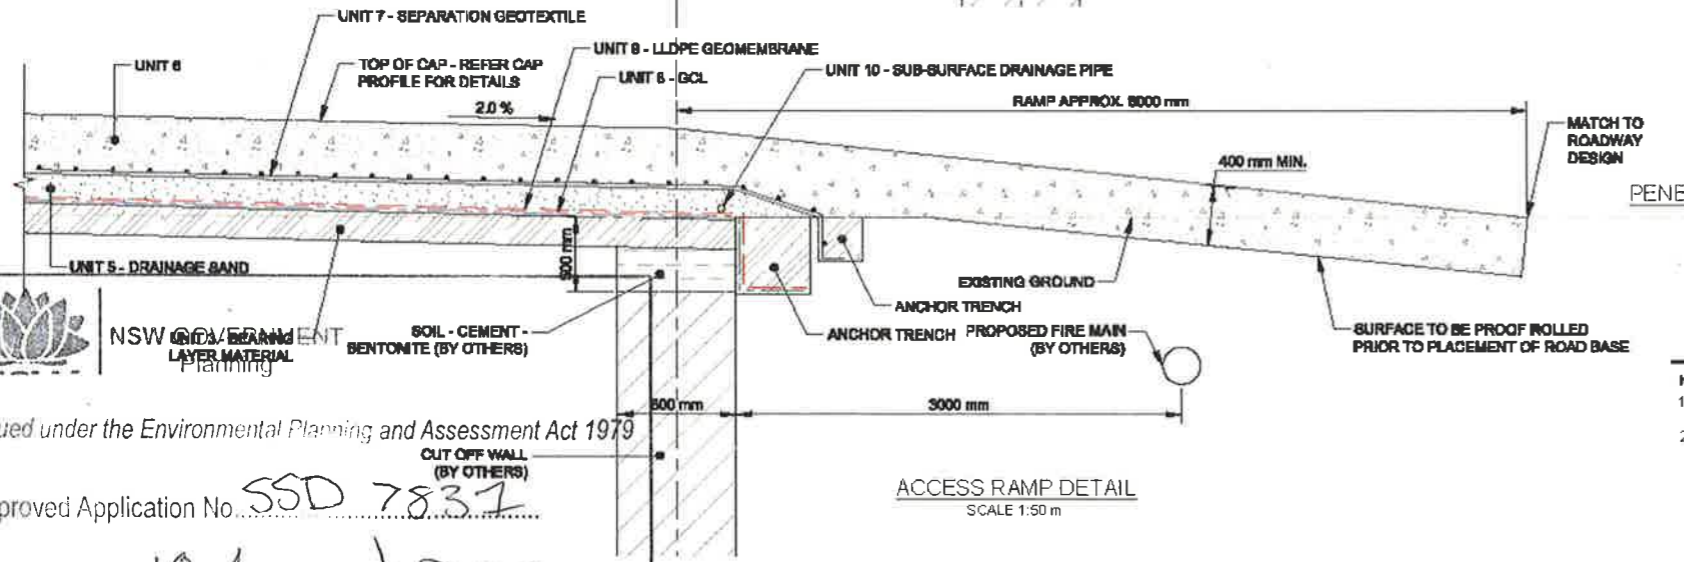 UNIT 7 - SEPARATION GEOTEXTILE
UNIT 6
TOP OF CAP - REFER CAP
PROFILE FOR DETAILS
UNIT 9 - LLDPE GEOMEMBRANE
UNIT 8 - GCL
UNIT 10 - SUB-SURFACE DRAINAGE PIPE
2.0 %
RAMP APPROX. 8000 mm
MATCH TO
ROADWAY
DESIGN
400 mm MIN.
UNIT 5 - DRAINAGE SAND
EXISTING GROUND
ANCHOR TRENCH
ANCHOR TRENCH
PROPOSED FIRE MAIN
(BY OTHERS)
SURFACE TO BE PROOF ROLLED
PRIOR TO PLACEMENT OF ROAD BASE
NSW GOVERNMENT
Planning
UNIT 3 - BEARING
LAYER MATERIAL
SOIL - CEMENT -
BENTONITE (BY OTHERS)
3000 mm
ued under the Environmental Planning and Assessment Act 1979
CUT OFF WALL
(BY OTHERS)
proved Application No. SSD 7831
ACCESS RAMP DETAIL
SCALE 1:50 m